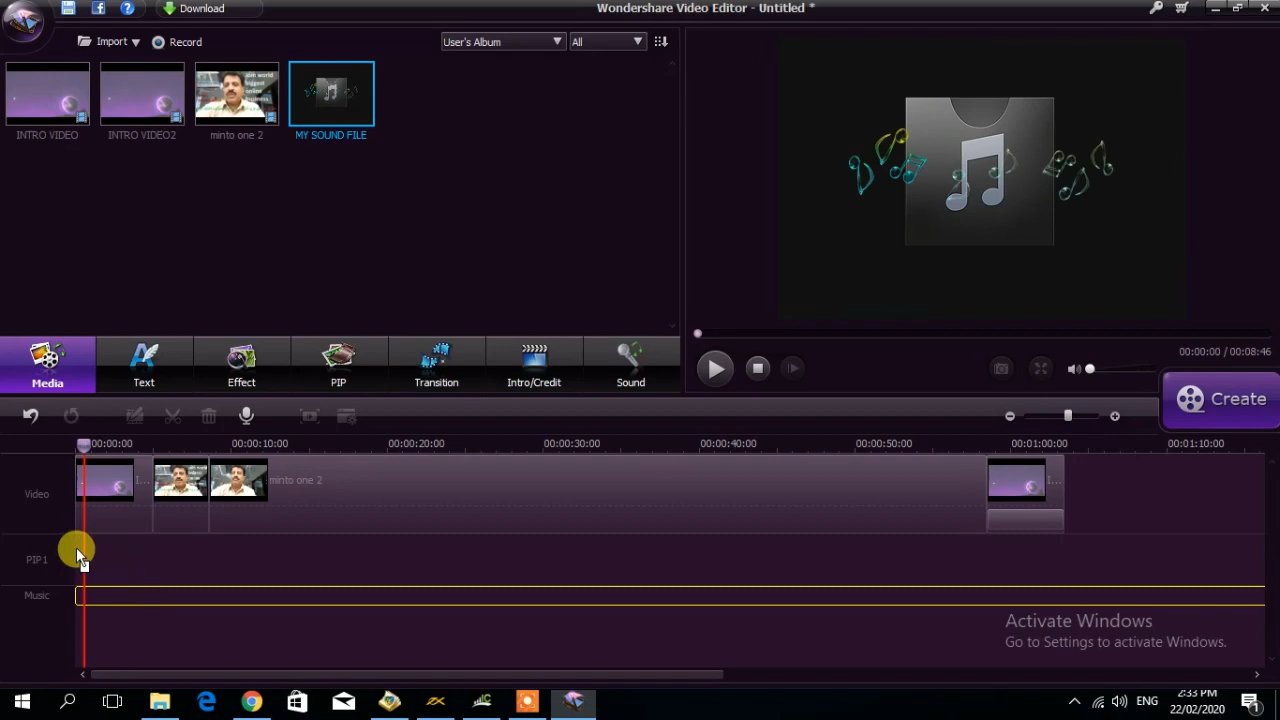 Wondershare Video Editor - Untitled *
Download
Import
Record
User's Album
All
INTRO VIDEO
INTRO VIDEO2
minto one 2
MY SOUND FILE
00:00:00 / 00:08:46
Media
Text
Effect
PIP
Transition
Intro/Credit
Sound
Create
00:00:00
00:00:10:00
00:00:20:00
00:00:30:00
00:00:40:00
00:00:50:00
00:01:00:00
00:01:10:00
Video
I...
minto one 2
I...
PIP1
Music
Activate Windows
Go to Settings to activate Windows.
ENG
2:33 PM
22/02/2020
1